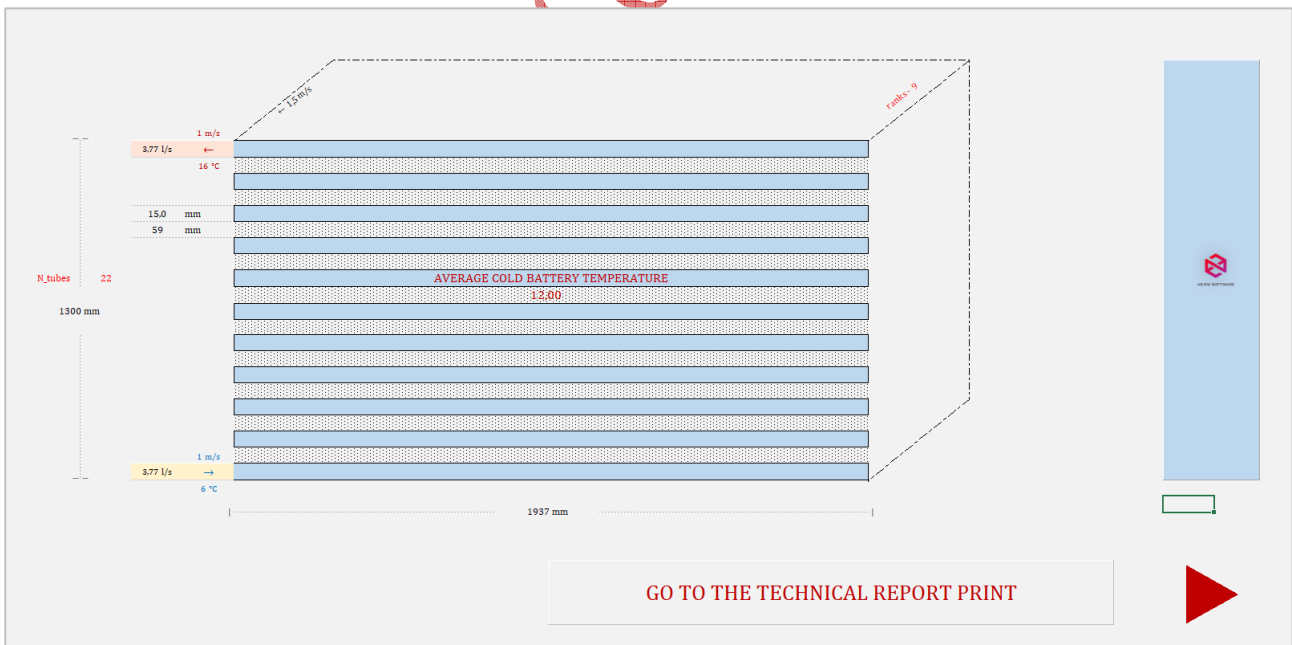 ← 1,5 m/s
ranks- 9
1 m/s
3,77 l/s ←
16 °C
15,0 mm
59 mm
N_tubes 22
AVERAGE COLD BATTERY TEMPERATURE
12,00
1300 mm
1 m/s
3,77 l/s →
6 °C
1937 mm
GO TO THE TECHNICAL REPORT PRINT